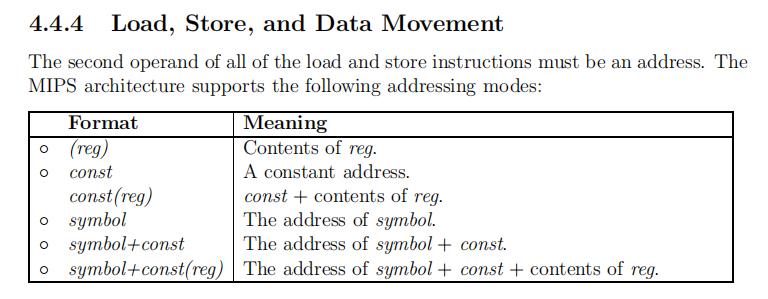 4.4.4 Load, Store, and Data Movement
The second operand of all of the load and store instructions must be an address. The
MIPS architecture supports the following addressing modes:
Format Meaning
○ (reg) Contents of reg.
○ const A constant address.
const(reg) const + contents of reg.
○ symbol The address of symbol.
○ symbol+const The address of symbol + const.
○ symbol+const(reg) The address of symbol + const + contents of reg.